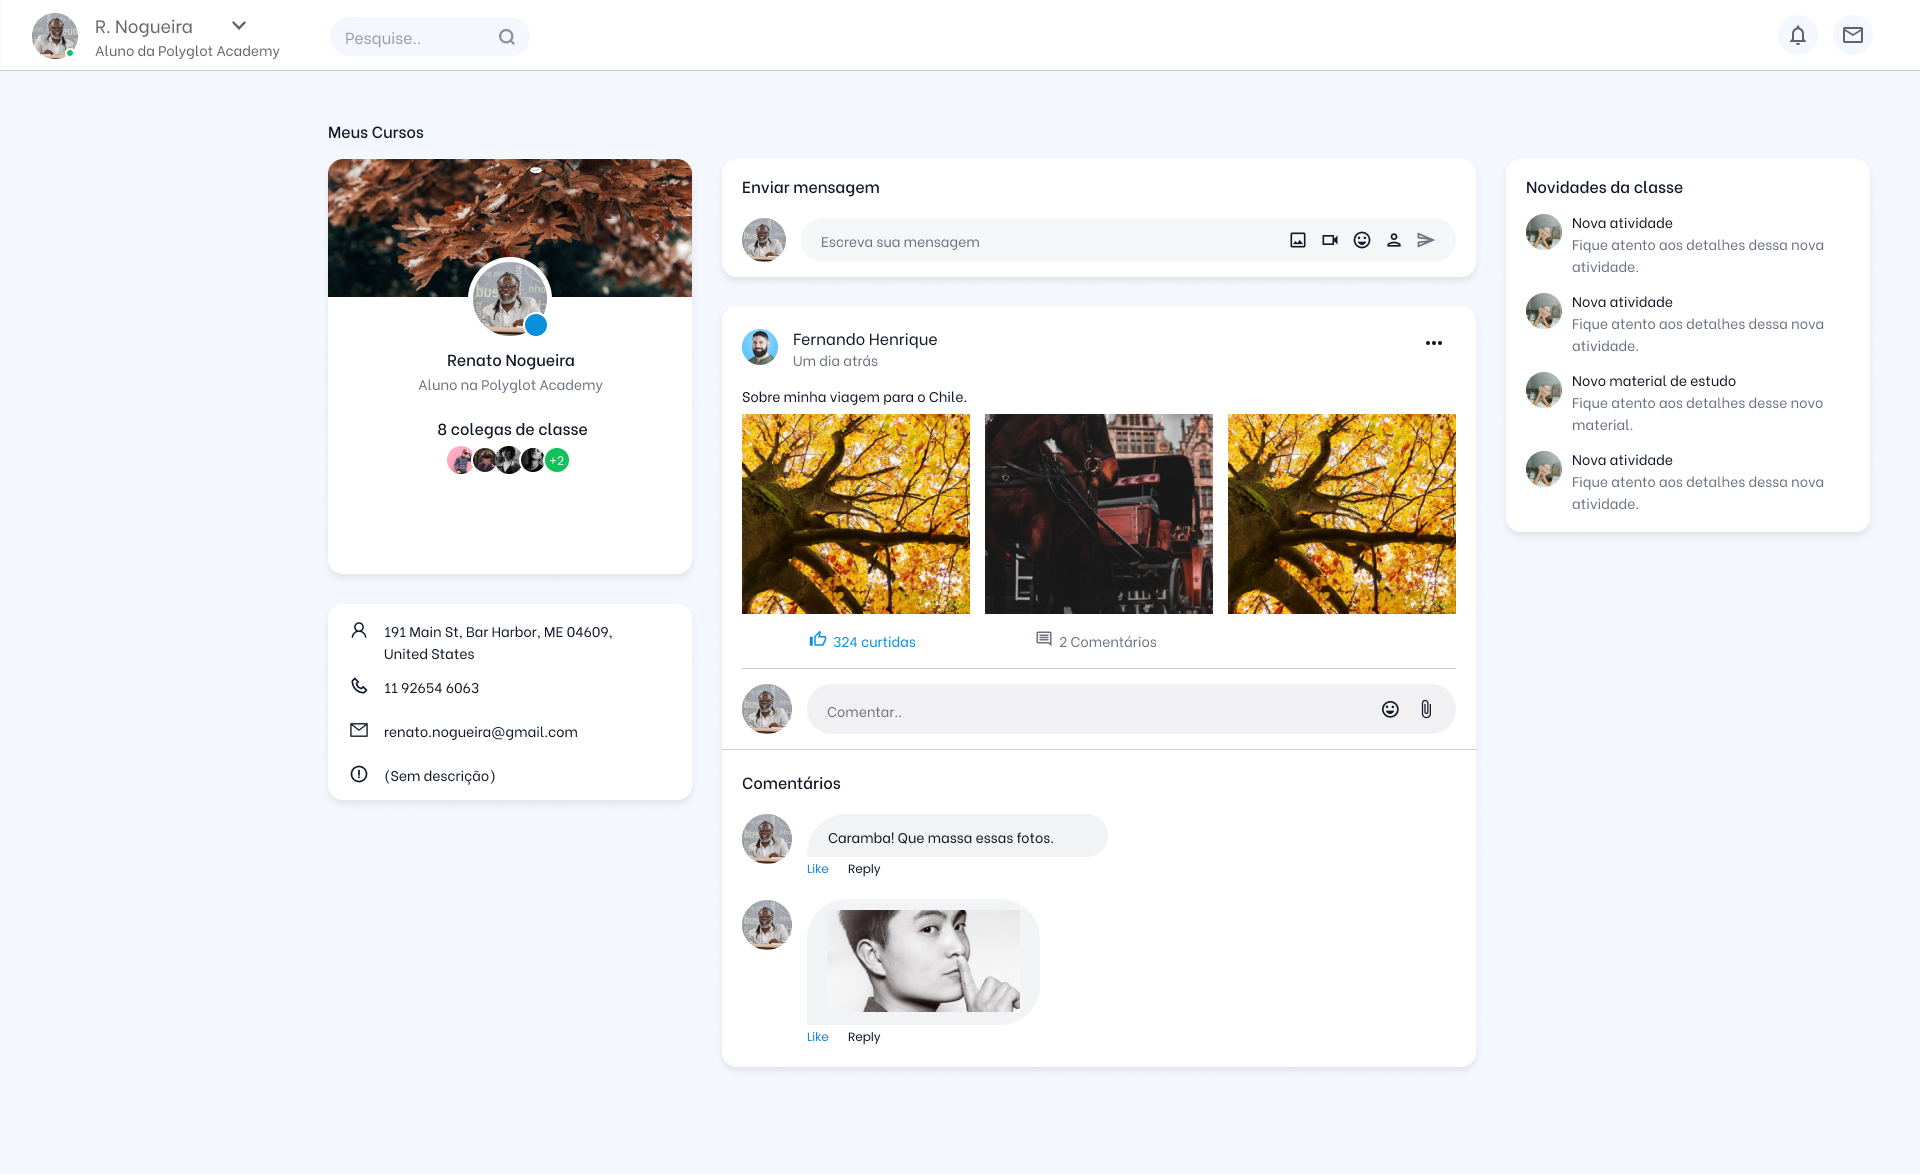 R. Nogueira
Aluno da Polyglot Academy
Pesquise..
Meus Cursos
Renato Nogueira
Aluno na Polyglot Academy
8 colegas de classe
+2
191 Main St, Bar Harbor, ME 04609,
United States
11 92654 6063
renato.nogueira@gmail.com
(Sem descrição)
Enviar mensagem
Escreva sua mensagem
Fernando Henrique
Um dia atrás
Sobre minha viagem para o Chile.
324 curtidas
2 Comentários
Comentar..
Comentários
Caramba! Que massa essas fotos.
Like Reply
Like Reply
Novidades da classe
Nova atividade
Fique atento aos detalhes dessa nova
atividade.
Nova atividade
Fique atento aos detalhes dessa nova
atividade.
Novo material de estudo
Fique atento aos detalhes desse novo
material.
Nova atividade
Fique atento aos detalhes dessa nova
atividade.